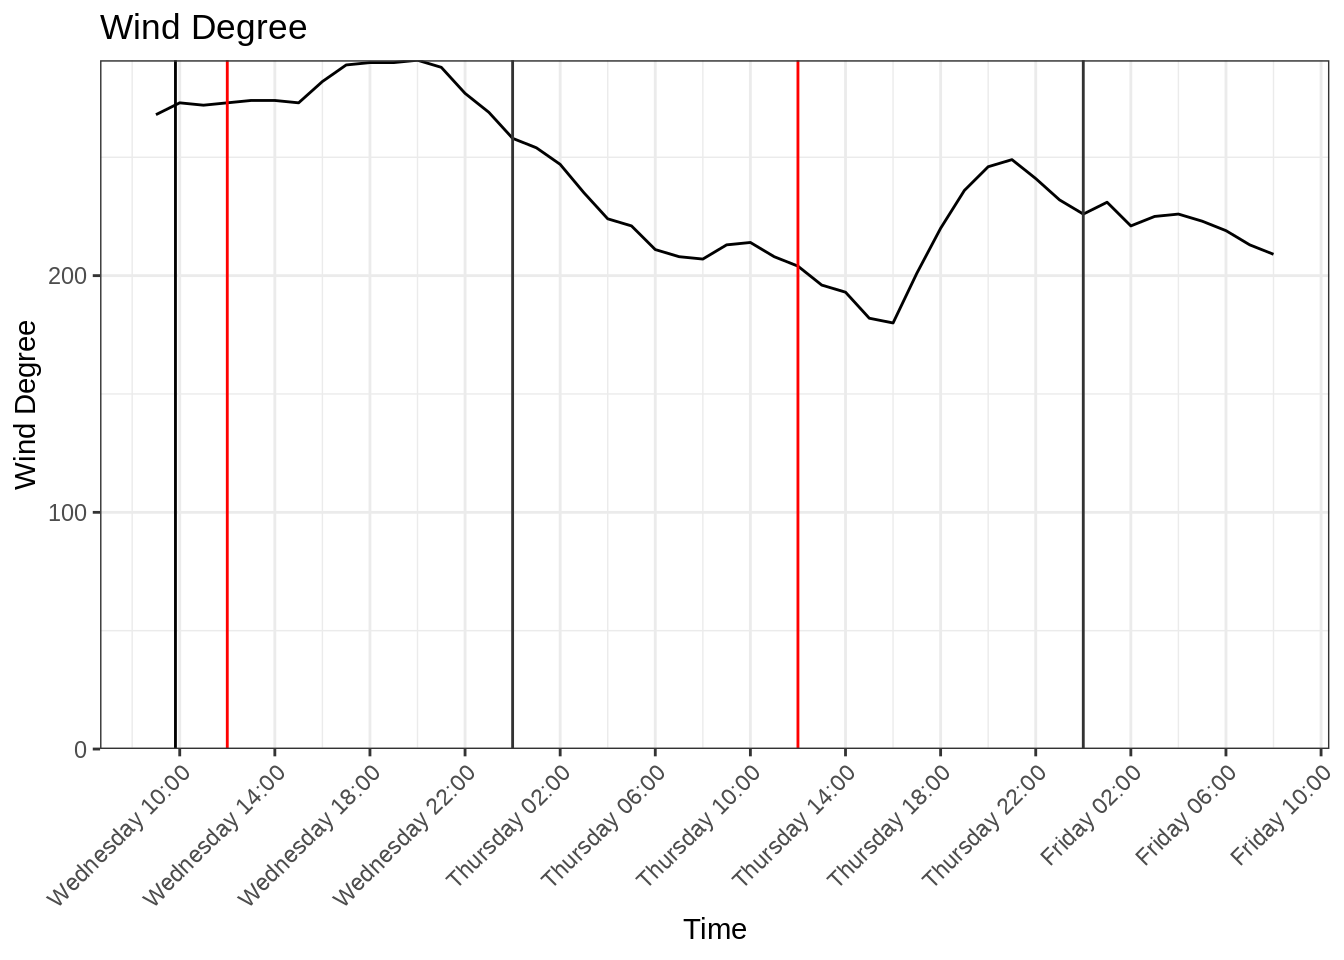 Wind Degree
Wind Degree
200
100
0
Wednesday 10:00
Wednesday 14:00
Wednesday 18:00
Wednesday 22:00
Thursday 02:00
Thursday 06:00
Thursday 10:00
Thursday 14:00
Thursday 18:00
Thursday 22:00
Friday 02:00
Friday 06:00
Friday 10:00
Time